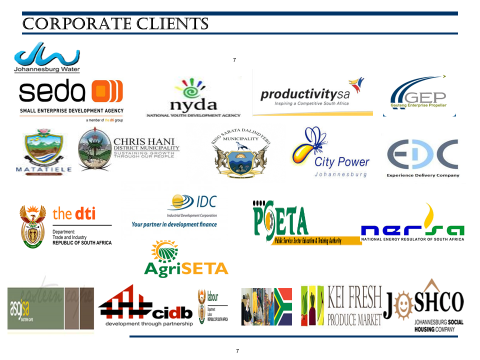 CORPORATE CLIENTS
7
Johannesburg Water
seda
SMALL ENTERPRISE DEVELOPMENT AGENCY
a member of the dti group
nyda
NATIONAL YOUTH DEVELOPMENT AGENCY
productivitysa
Inspiring a Competitive South Africa
GEP
Gauteng Enterprise Propeller
MATATIELE
CHRIS HANI
DISTRICT MUNICIPALITY
SUSTAINING GROWTH
THROUGH OUR PEOPLE
KING SABATA DALINDYEBO
MUNICIPALITY
City Power
Johannesburg
EDC
Experience Delivery Company
the dti
Department:
Trade and Industry
REPUBLIC OF SOUTH AFRICA
IDC
Industrial Development Corporation
Your partner in development finance
PSETA
Public Service Sector Education & Training Authority
nersa
NATIONAL ENERGY REGULATOR OF SOUTH AFRICA
AgriSETA
asgisa
cidb
development through partnership
labour
KEI FRESH
PRODUCE MARKET
JOSHCO
JOHANNESBURG SOCIAL
HOUSING COMPANY
7